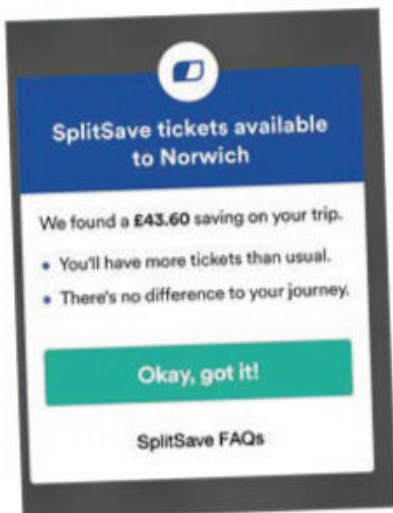 SplitSave tickets available
to Norwich
We found a £43.60 saving on your trip.
• You'll have more tickets than usual.
• There's no difference to your journey.
Okay, got it!
SplitSave FAQs